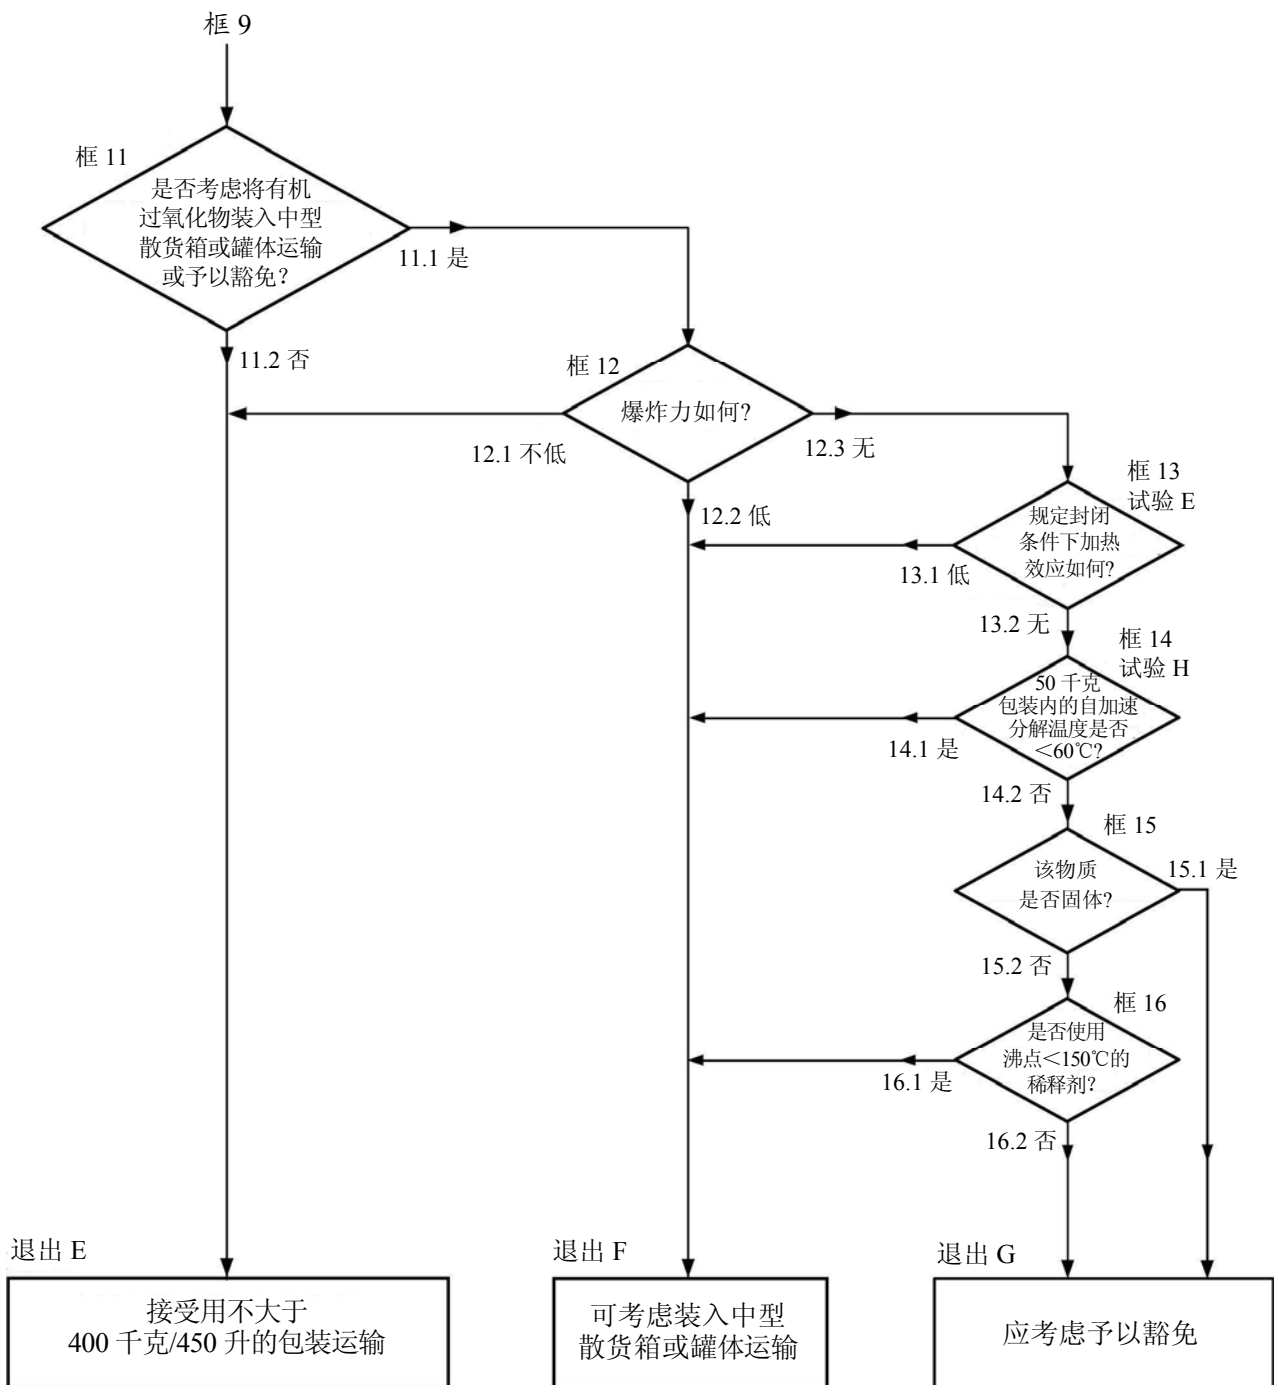 框 9
框 11
是否考虑将有机
过氧化物装入中型
散货箱或罐体运输
或予以豁免?
11.1 是
11.2 否
框 12
爆炸力如何?
12.1 不低
12.3 无
12.2 低
框 13
试验 E
规定封闭
条件下加热
效应如何?
13.1 低
13.2 无
框 14
试验 H
50 千克
包装内的自加速
分解温度是否
＜60℃?
14.1 是
14.2 否
框 15
该物质
是否固体?
15.1 是
15.2 否
框 16
是否使用
沸点＜150℃的
稀释剂?
16.1 是
16.2 否
退出 E
接受用不大于
400 千克/450 升的包装运输
退出 F
可考虑装入中型
散货箱或罐体运输
退出 G
应考虑予以豁免